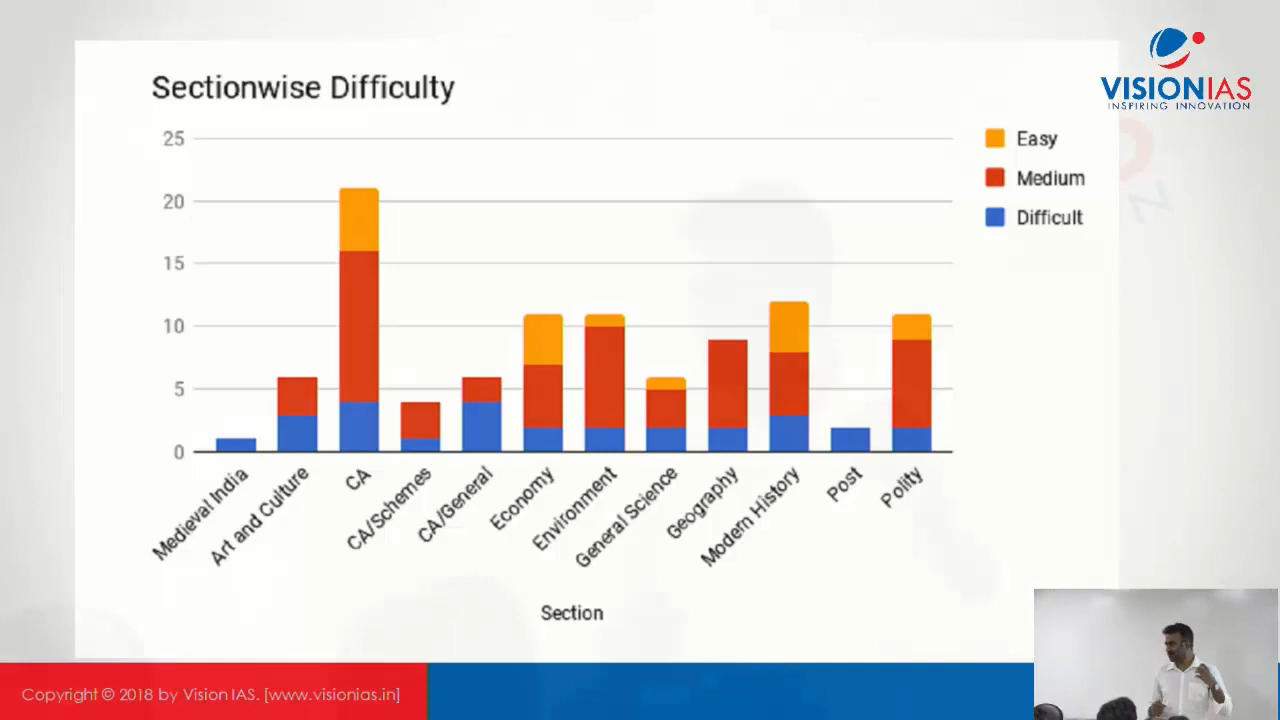 VISIONIAS
INSPIRING INNOVATION
Sectionwise Difficulty
25
20
15
10
5
0
Easy
Medium
Difficult
Medieval India
Art and Culture
CA
CA/Schemes
CA/General
Economy
Environment
General Science
Geography
Modern History
Post
Polity
Section
Copyright © 2018 by Vision IAS. [www.visionias.in]